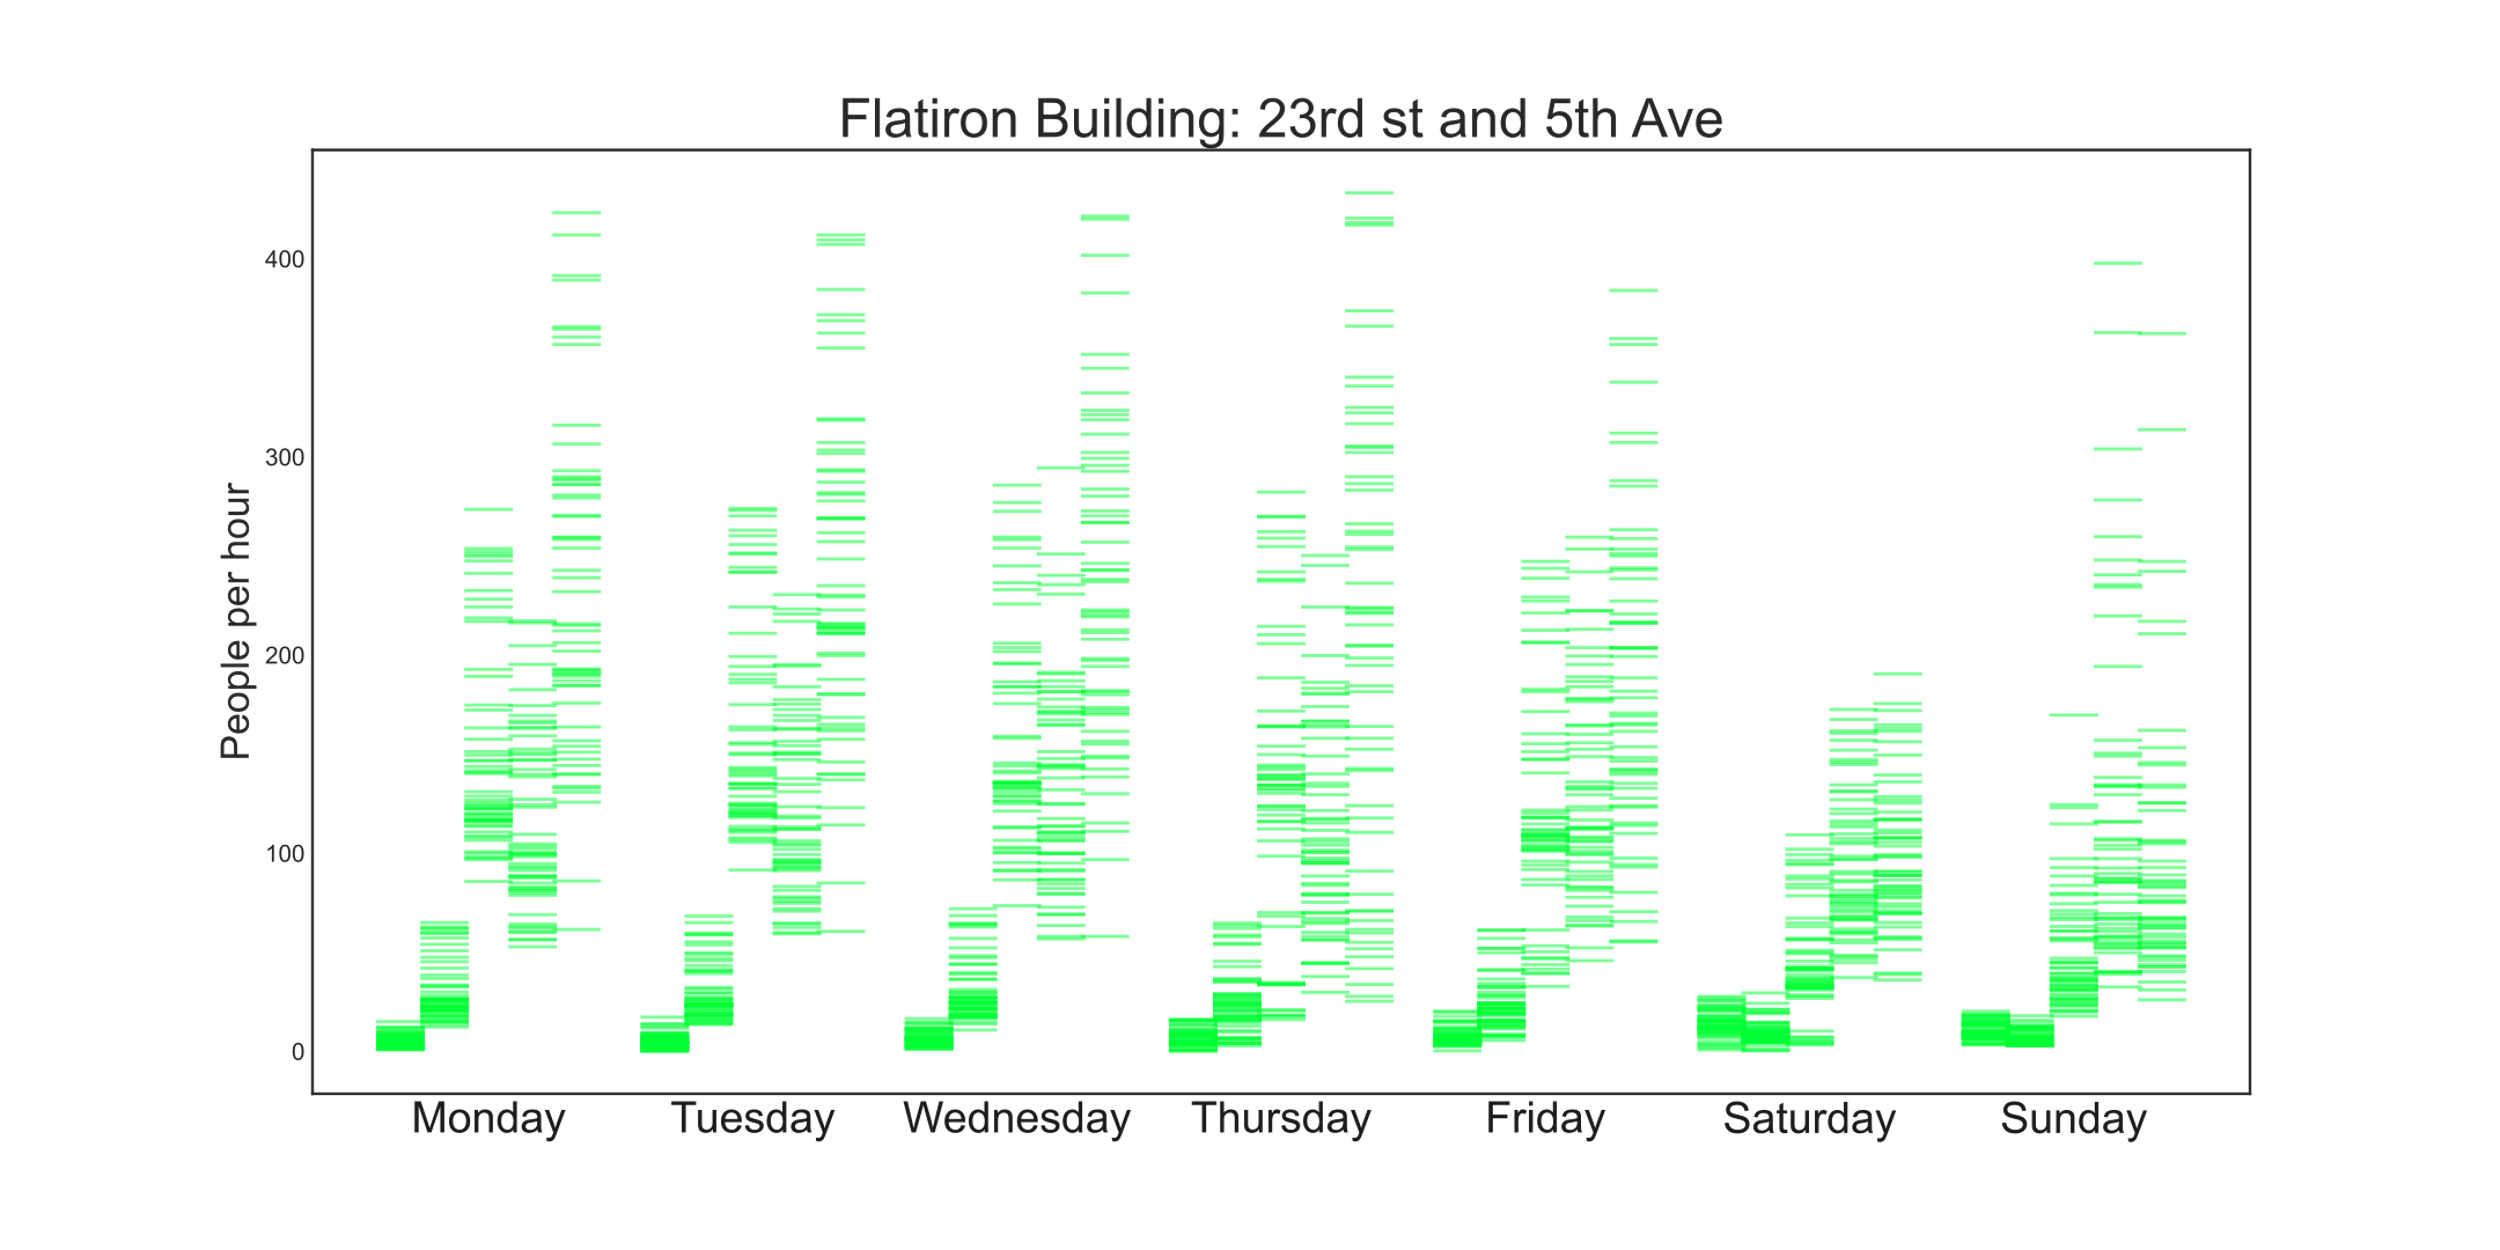 Flatiron Building: 23rd st and 5th Ave
People per hour
400
300
200
100
0
Monday Tuesday Wednesday Thursday Friday Saturday Sunday